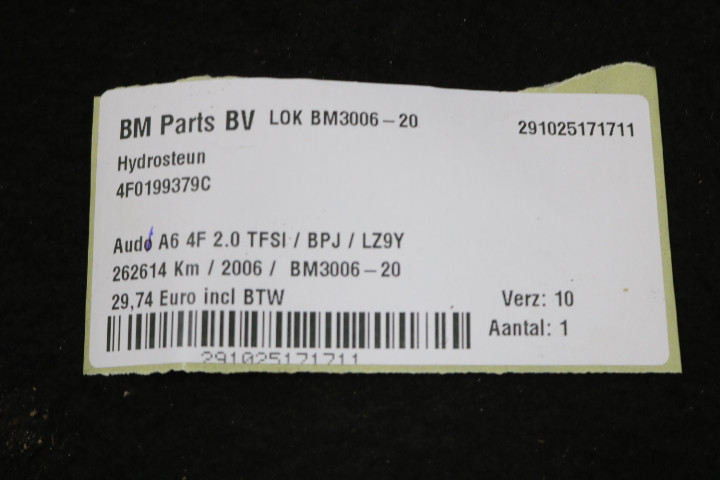 BM Parts BV LOK BM3006-20 291025171711
Hydrosteun
4F0199379C
Audi A6 4F 2.0 TFSI / BPJ / LZ9Y
262614 Km / 2006 / BM3006-20
29,74 Euro incl BTW Verz: 10
Aantal: 1
291025171711